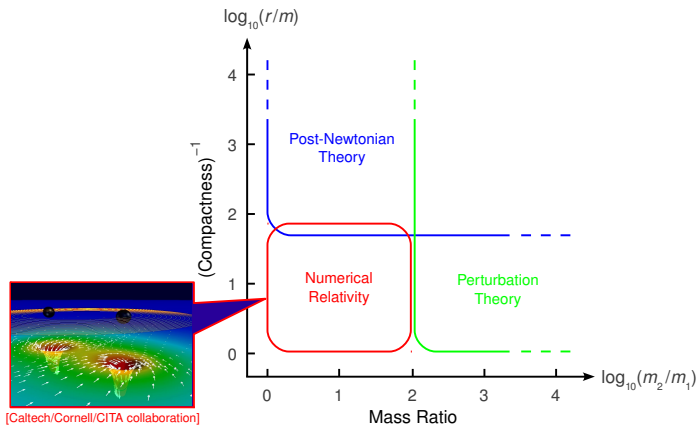 log₁₀(r/m)
4
3
2
1
0
(Compactness)⁻¹
Post-Newtonian
Theory
Numerical
Relativity
Perturbation
Theory
0
1
2
3
4
log₁₀(m₂/m₁)
Mass Ratio
[Caltech/Cornell/CITA collaboration]